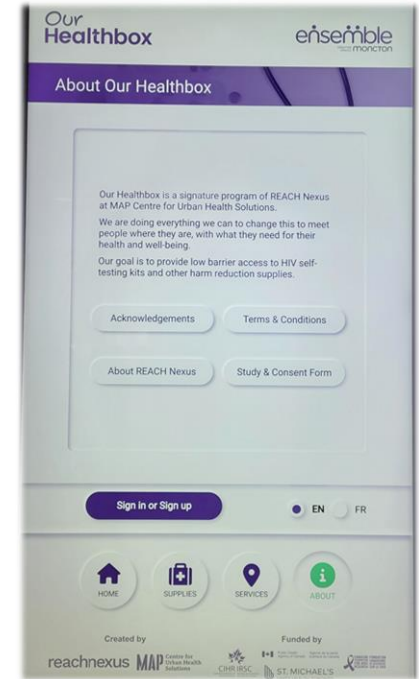 Our
Healthbox
ensemble
moncton
About Our Healthbox
Our Healthbox is a signature program of REACH Nexus
at MAP Centre for Urban Health Solutions.
We are doing everything we can to change this to meet
people where they are, with what they need for their
health and well-being.
Our goal is to provide low barrier access to HIV self-
testing kits and other harm reduction supplies.
Acknowledgements
Terms & Conditions
About REACH Nexus
Study & Consent Form
Sign in or Sign up
EN
FR
HOME
SUPPLIES
SERVICES
ABOUT
Created by
Funded by
reachnexus
MAP
Centre for
Urban Health
Solutions
CIHR IRSC
ST. MICHAEL'S